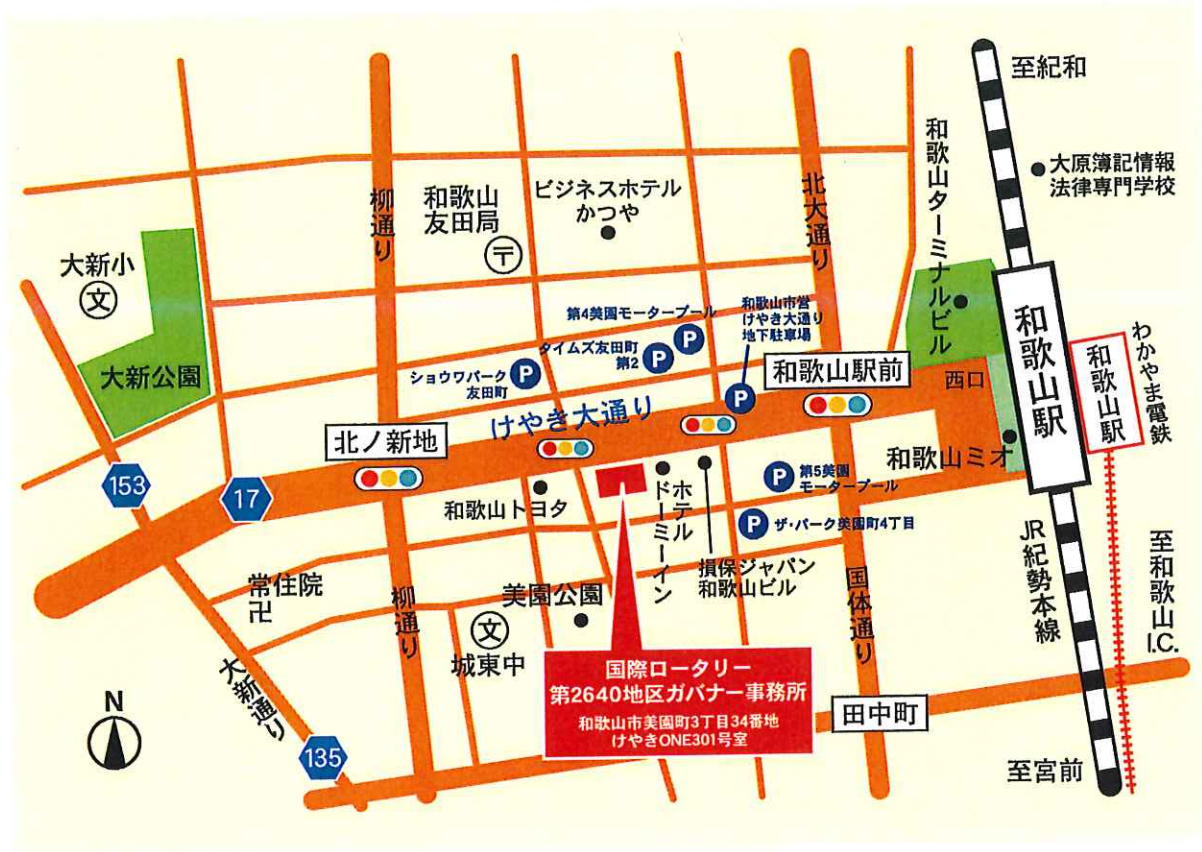 至紀和
大原簿記情報
法律専門学校
和歌山ターミナルビル
北大通り
柳通り
和歌山
友田局
〒
ビジネスホテル
かつや
大新小
文
大新公園
第4美園モータープール
P
タイムズ友田町
第2
P
ショウワパーク
友田町
P
和歌山市営
けやき大通り
地下駐車場
P
和歌山駅前
けやき大通り
北ノ新地
西口
和歌山駅
和歌山駅
わかやま電鉄
和歌山ミオ
153
17
和歌山トヨタ
ホテル
ドーミーイン
損保ジャパン
和歌山ビル
P
第5美園
モータープール
P
ザ・パーク美園町4丁目
常住院
卍
柳通り
美園公園
文
城東中
国体通り
JR紀勢本線
至和歌山I.C.
大新通り
国際ロータリー
第2640地区ガバナー事務所
和歌山市美園町3丁目34番地
けやきONE301号室
田中町
N
135
至宮前